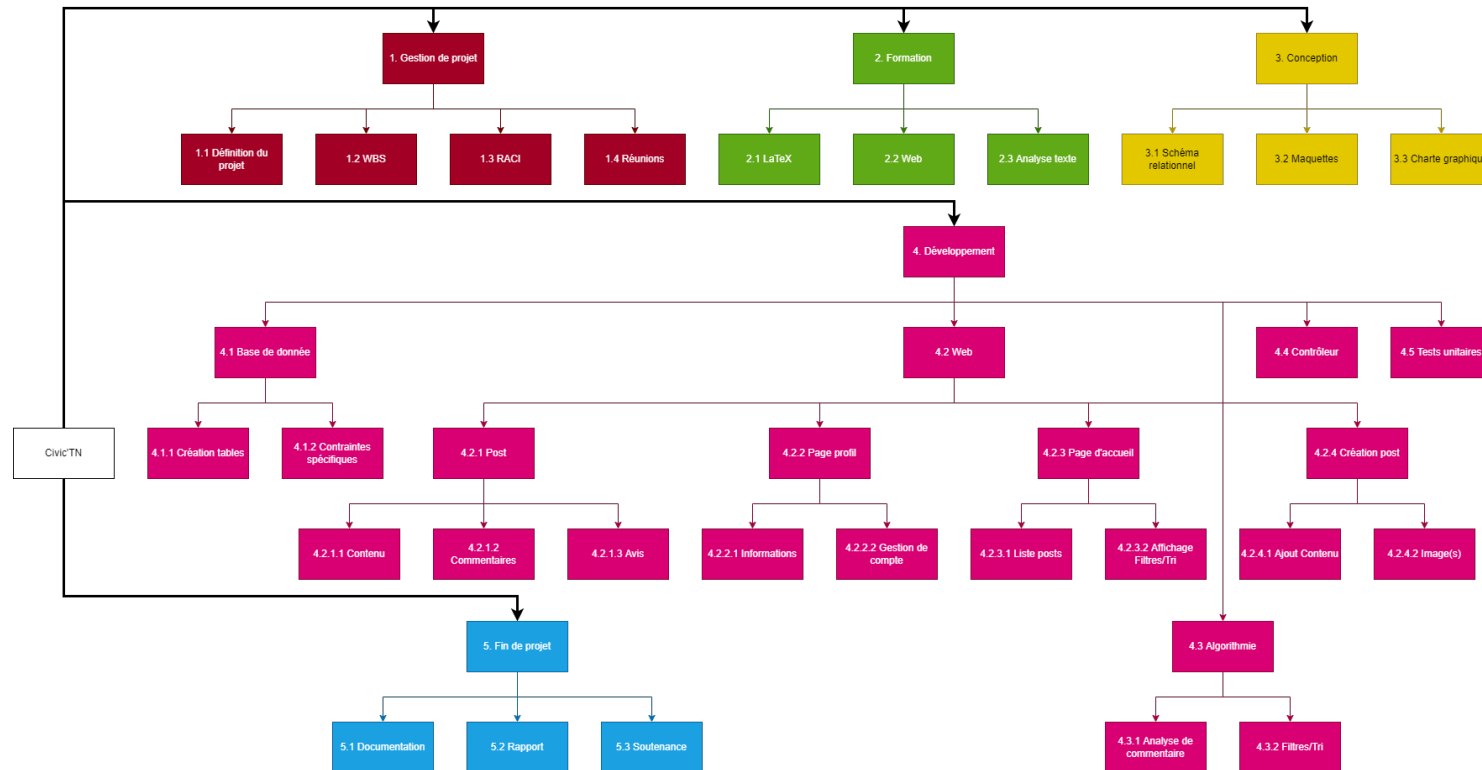 1. Gestion de projet
2. Formation
3. Conception
1.1 Définition du
projet
1.2 WBS
1.3 RACI
1.4 Réunions
2.1 LaTeX
2.2 Web
2.3 Analyse texte
3.1 Schéma
relationnel
3.2 Maquettes
3.3 Charte graphique
4. Développement
4.1 Base de donnée
4.2 Web
4.4 Contrôleur
4.5 Tests unitaires
Civic'TN
4.1.1 Création tables
4.1.2 Contraintes
spécifiques
4.2.1 Post
4.2.2 Page profil
4.2.3 Page d'accueil
4.2.4 Création post
4.2.1.1 Contenu
4.2.1.2
Commentaires
4.2.1.3 Avis
4.2.2.1 Informations
4.2.2.2 Gestion de
compte
4.2.3.1 Liste posts
4.2.3.2 Affichage
Filtres/Tri
4.2.4.1 Ajout Contenu
4.2.4.2 Image(s)
5. Fin de projet
4.3 Algorithmie
5.1 Documentation
5.2 Rapport
5.3 Soutenance
4.3.1 Analyse de
commentaire
4.3.2 Filtres/Tri